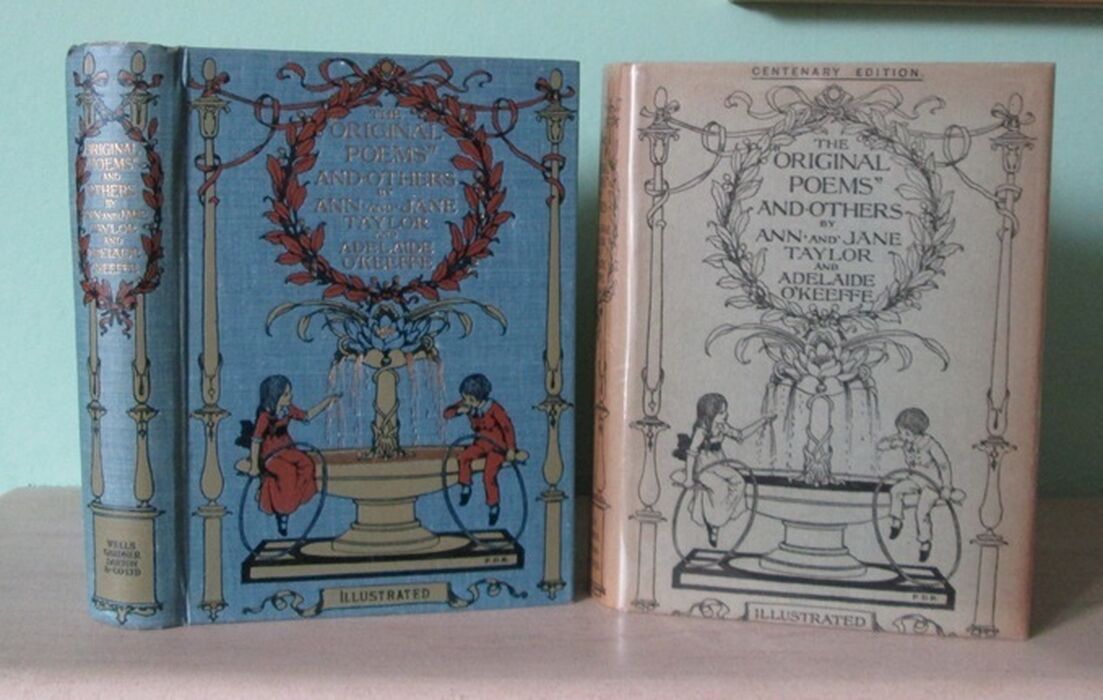 ORIGINAL
"POEMS"
AND
OTHERS
BY
ANN AND JANE
TAYLOR
AND
ADELAIDE
O'KEEFFE
WELLS
GARDNER
DARTON
& CO LTD
THE
"ORIGINAL
POEMS"
AND·OTHERS
BY
ANN·AND·JANE
TAYLOR
AND
ADELAIDE
O'KEEFFE
F.D.B.
ILLUSTRATED
CENTENARY EDITION.
THE
"ORIGINAL
POEMS"
AND·OTHERS
BY
ANN·AND·JANE
TAYLOR
AND
ADELAIDE
O'KEEFFE
F.D.B.
ILLUSTRATED